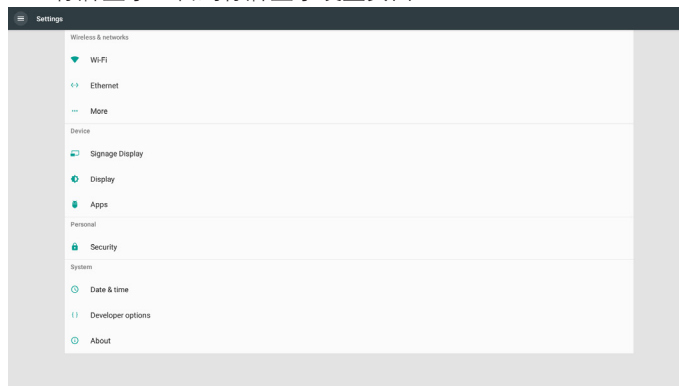 Settings
Wireless & networks
Wi-Fi
Ethernet
More
Device
Signage Display
Display
Apps
Personal
Security
System
Date & time
Developer options
About